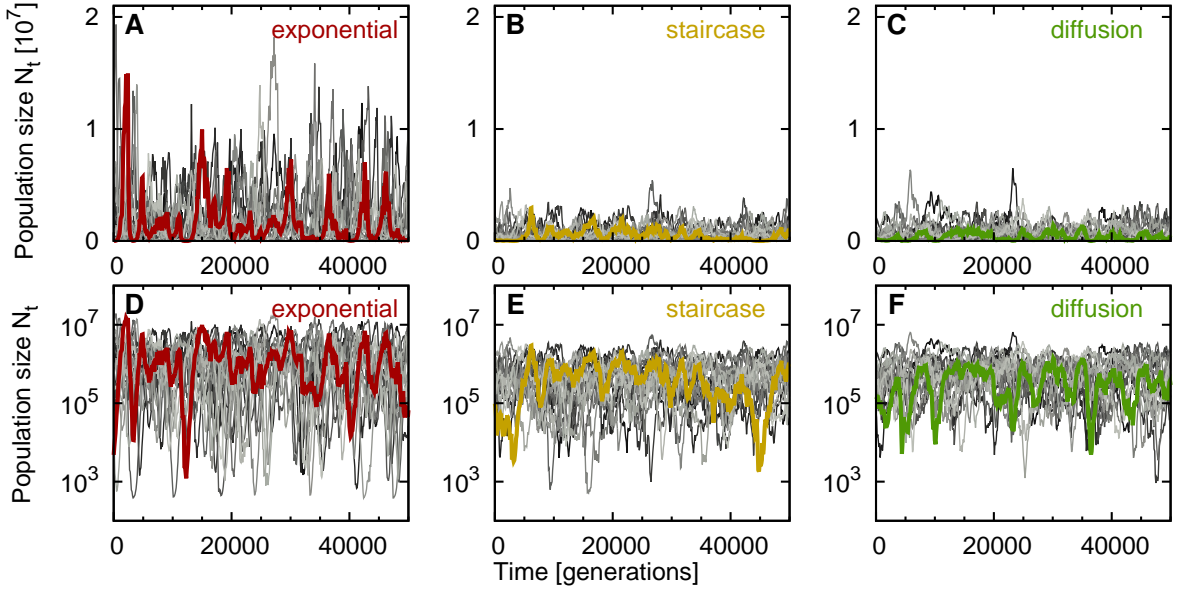 A exponential
B staircase
C diffusion
Population size N_t [10^7]
2
1
0
2
1
0
2
1
0
0 20000 40000
0 20000 40000
0 20000 40000
D exponential
E staircase
F diffusion
Population size N_t
10^7
10^5
10^3
10^7
10^5
10^3
10^7
10^5
10^3
0 20000 40000
0 20000 40000
0 20000 40000
Time [generations]